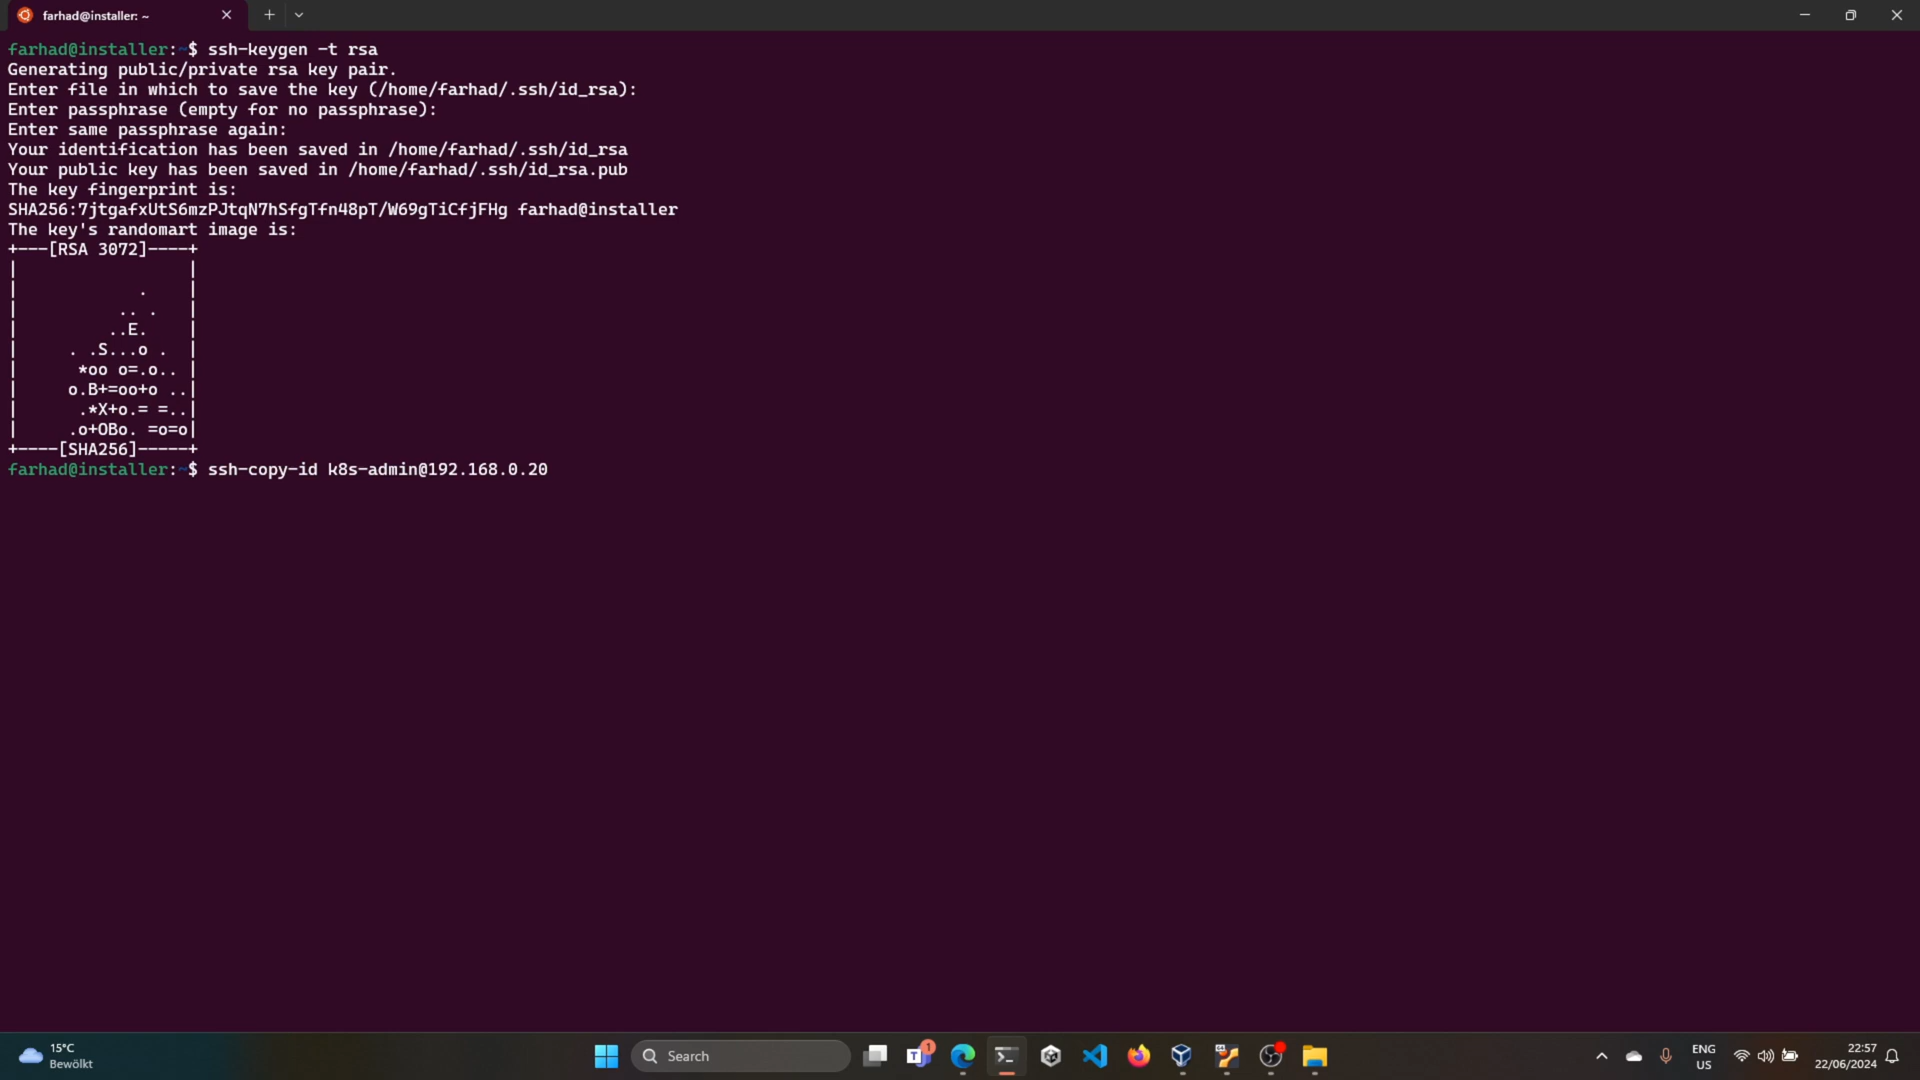 farhad@installer: ~
farhad@installer:~$ ssh-keygen -t rsa
Generating public/private rsa key pair.
Enter file in which to save the key (/home/farhad/.ssh/id_rsa):
Enter passphrase (empty for no passphrase):
Enter same passphrase again:
Your identification has been saved in /home/farhad/.ssh/id_rsa
Your public key has been saved in /home/farhad/.ssh/id_rsa.pub
The key fingerprint is:
SHA256:7jtgafxUtS6mzPJtqN7hSfgTfn48pT/W69gTiCfjFHg farhad@installer
The key's randomart image is:
+---[RSA 3072]----+
|                 |
|            .    |
|          .. .   |
|         ..E.    |
|     . .S...o .  |
|      *oo o=.o.. |
|     o.B+=oo+o ..|
|      .*X+o.= =..|
|     .o+OBo. =o=o|
+----[SHA256]-----+
farhad@installer:~$ ssh-copy-id k8s-admin@192.168.0.20
15°C
Bewölkt
Search
1
ENG
US
22:57
22/06/2024